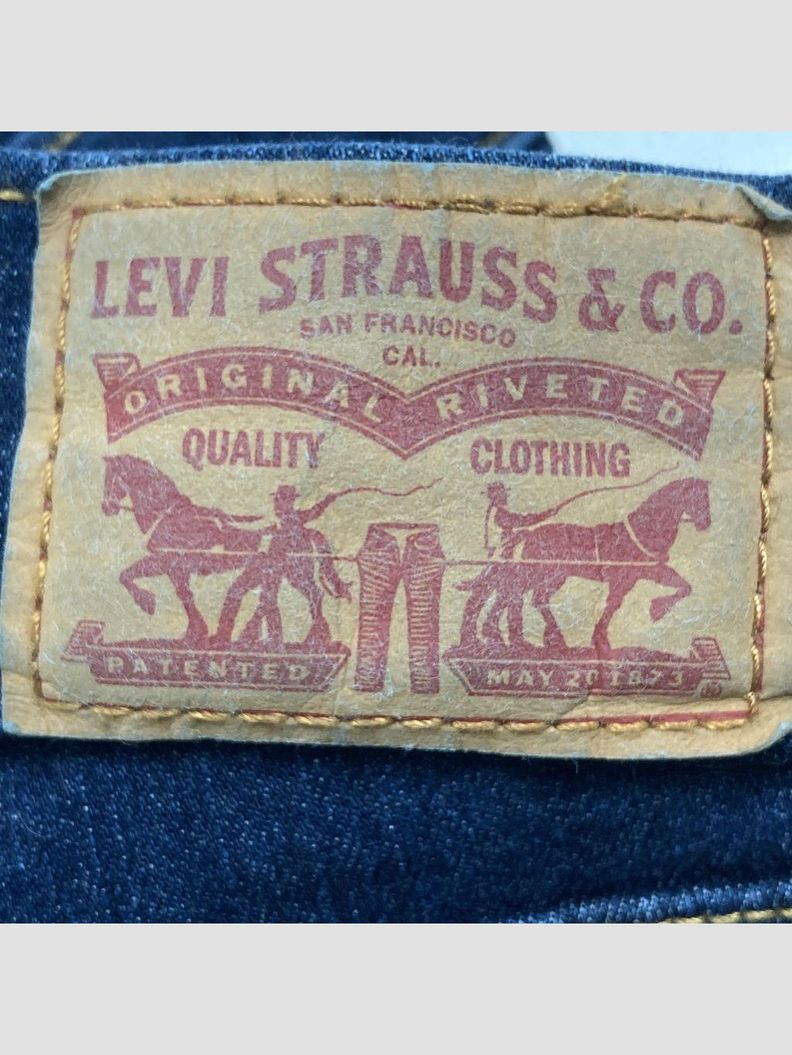 LEVI STRAUSS & CO.
SAN FRANCISCO
CAL.
ORIGINAL RIVETED
QUALITY CLOTHING
PATENTED MAY 20 1873
®